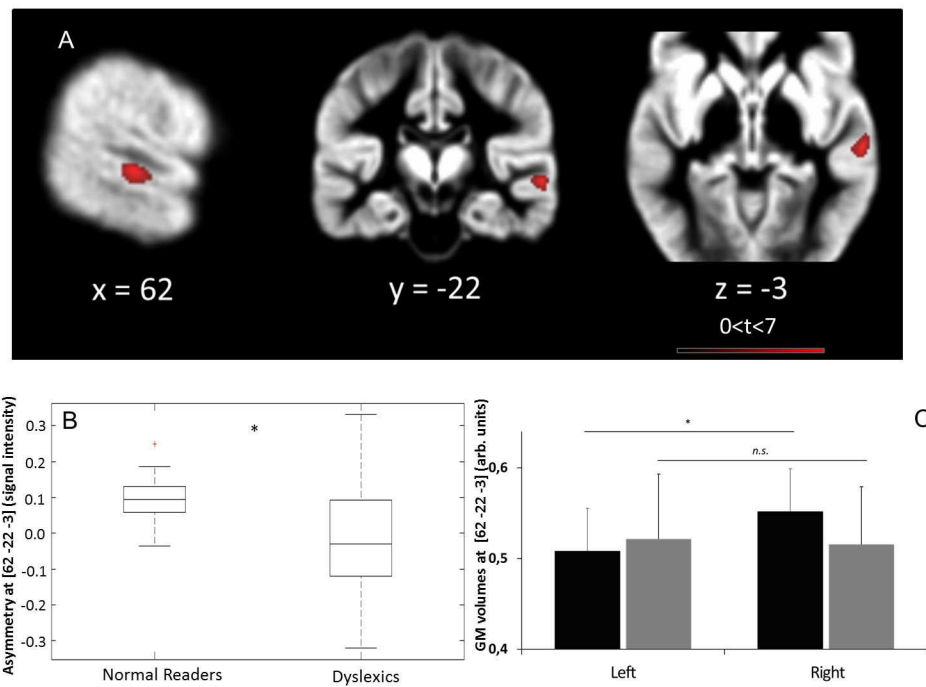 A
x = 62
y = -22
z = -3
0<t<7
B
Asymmetry at [62 -22 -3] (signal intensity)
0.3
0.2
0.1
0.0
-0.1
-0.2
-0.3
*
Normal Readers
Dyslexics
C
GM volumes at [62 -22 -3] (arb. units)
0,6
0,5
0,4
*
n.s.
Left
Right